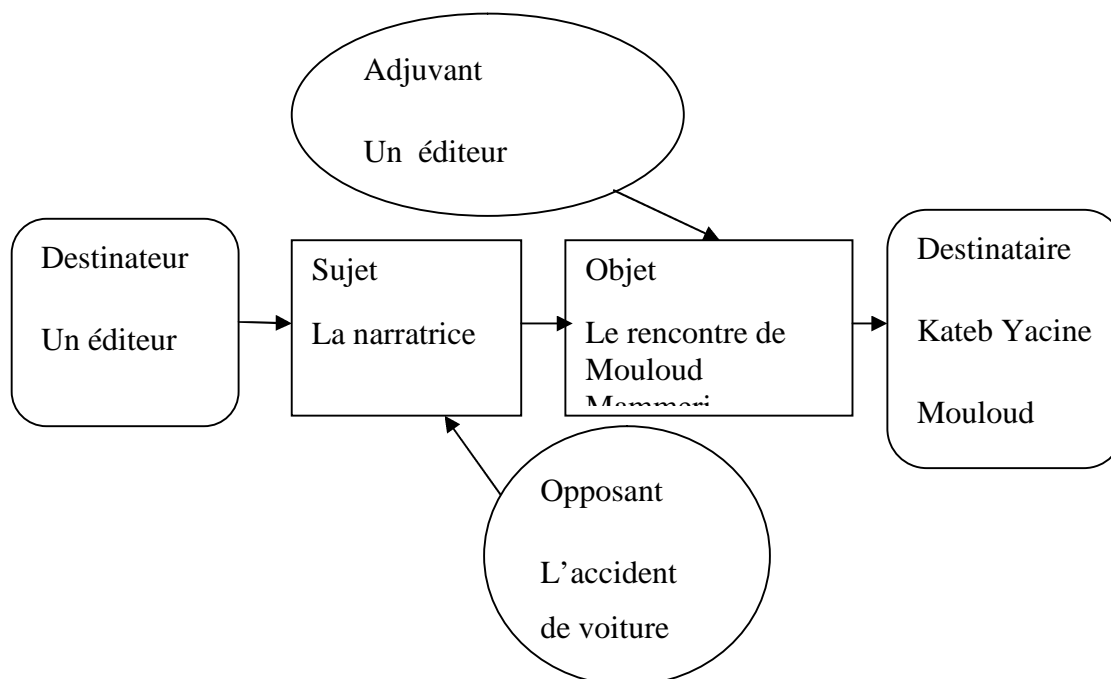 Adjuvant
Un éditeur
Destinateur
Un éditeur
Sujet
La narratrice
Objet
Le rencontre de
Mouloud
Mammeri
Destinataire
Kateb Yacine
Mouloud
Opposant
L’accident
de voiture